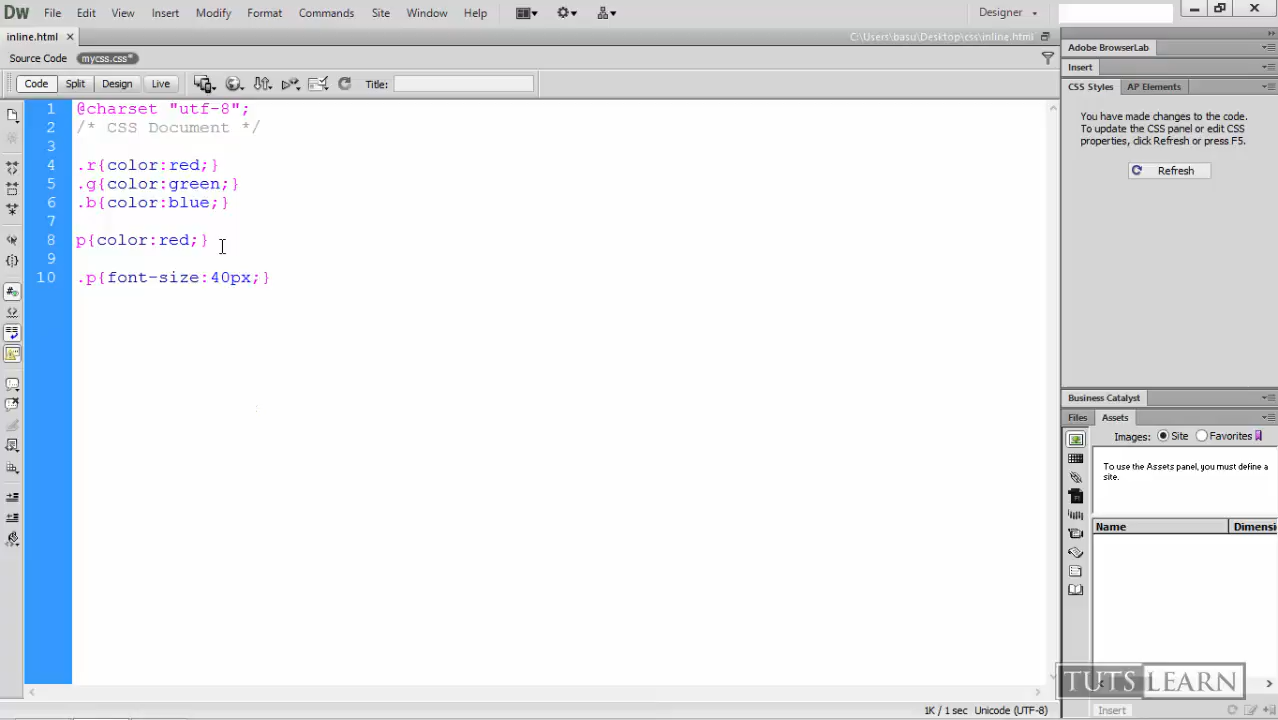 Dw File Edit View Insert Modify Format Commands Site Window Help Designer
inline.html × C:\Users\basu\Desktop\css\inline.html
Source Code mycss.css*
Code Split Design Live Title:
1 @charset "utf-8";
2 /* CSS Document */
3
4 .r{color:red;}
5 .g{color:green;}
6 .b{color:blue;}
7
8 p{color:red;}
9
10 .p{font-size:40px;}
Adobe BrowserLab
Insert
CSS Styles AP Elements
You have made changes to the code.
To update the CSS panel or edit CSS
properties, click Refresh or press F5.
Refresh
Business Catalyst
Files Assets
Images: Site Favorites
To use the Assets panel, you must define a
site.
Name Dimensi
TUTS LEARN
Insert
1K / 1 sec Unicode (UTF-8)